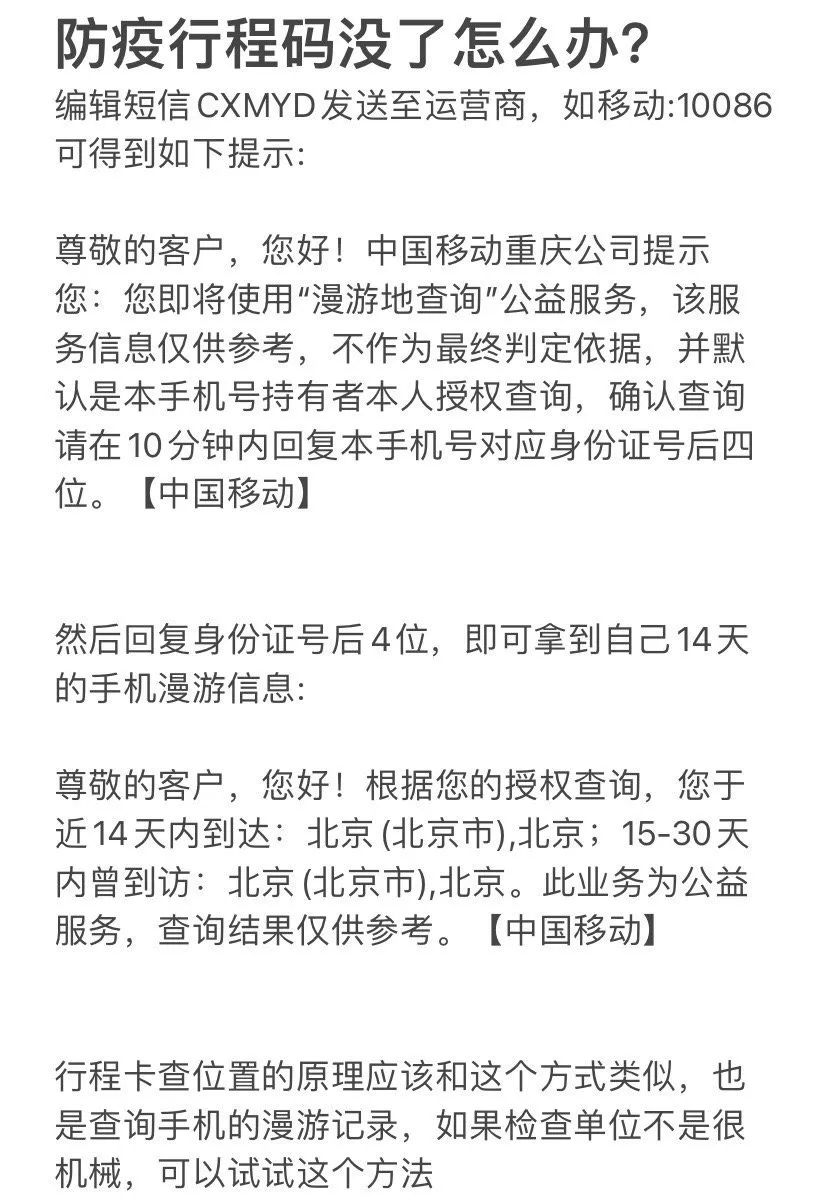 防疫行程码没了怎么办?
编辑短信CXMYD发送至运营商，如移动:10086
可得到如下提示:
尊敬的客户，您好！中国移动重庆公司提示
您：您即将使用“漫游地查询”公益服务，该服
务信息仅供参考，不作为最终判定依据，并默
认是本手机号持有者本人授权查询，确认查询
请在10分钟内回复本手机号对应身份证号后四
位。【中国移动】
然后回复身份证号后4位，即可拿到自己14天
的手机漫游信息:
尊敬的客户，您好！根据您的授权查询，您于
近14天内到达：北京(北京市),北京；15-30天
内曾到访：北京(北京市),北京。此业务为公益
服务，查询结果仅供参考。【中国移动】
行程卡查位置的原理应该和这个方式类似，也
是查询手机的漫游记录，如果检查单位不是很
机械，可以试试这个方法